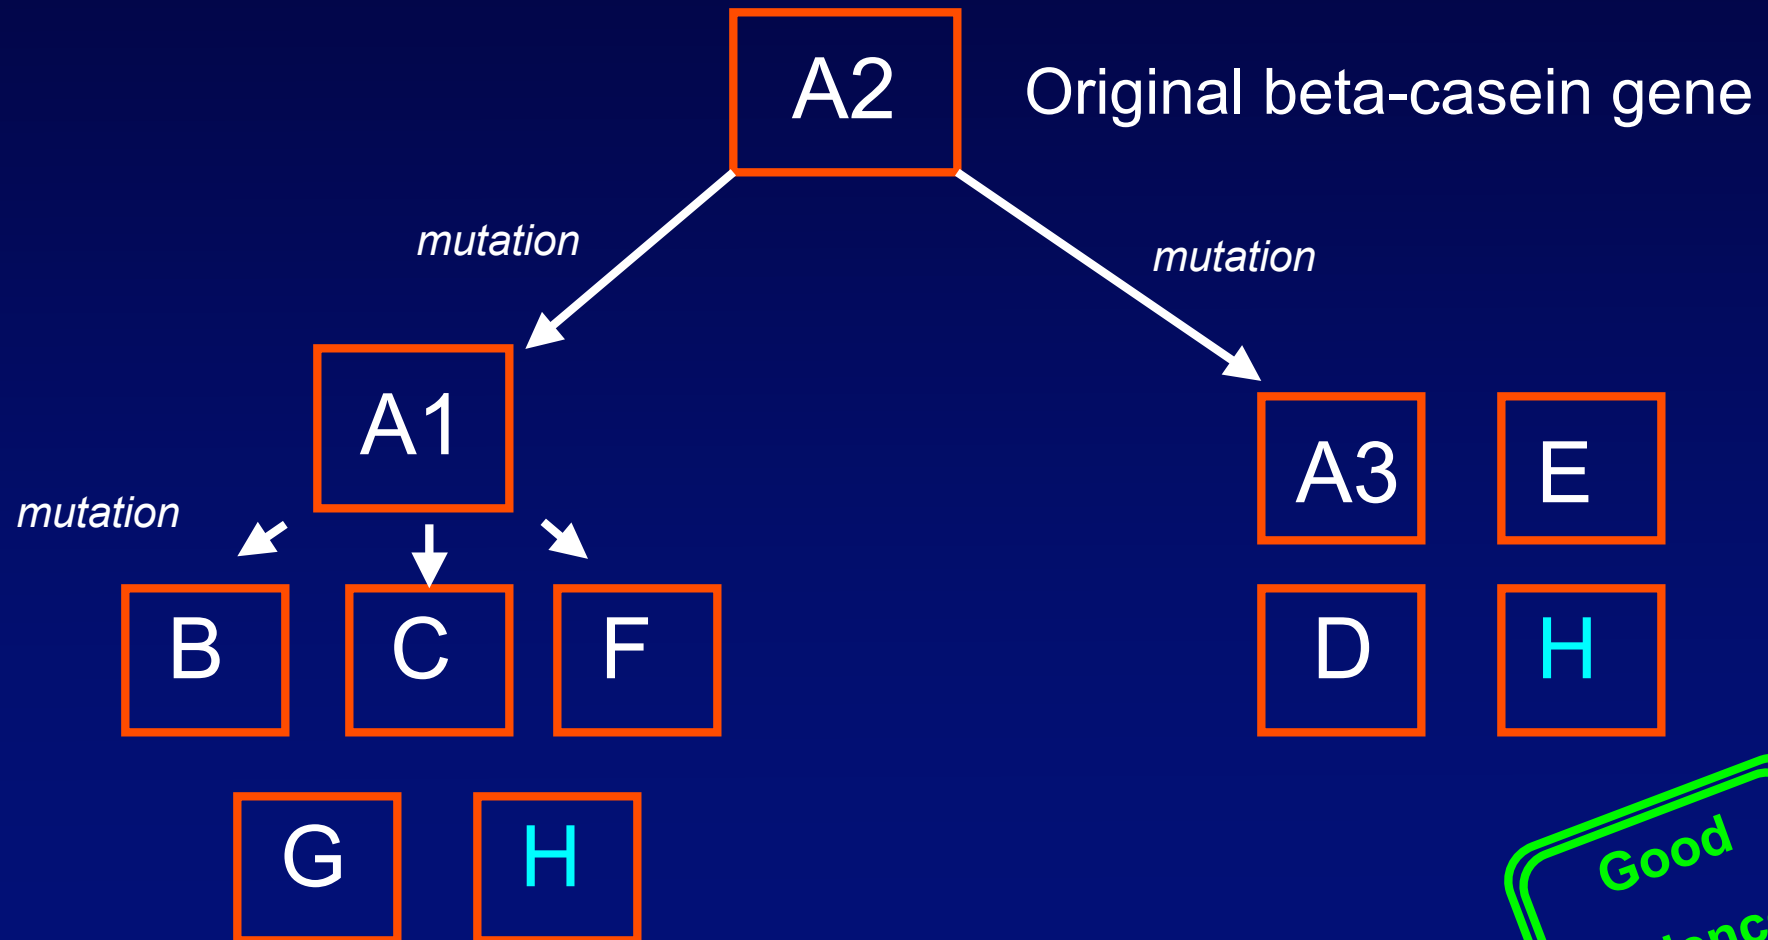 A2 Original beta-casein gene
mutation
mutation
A1
A3 E
mutation
B C F
D H
G H
Good